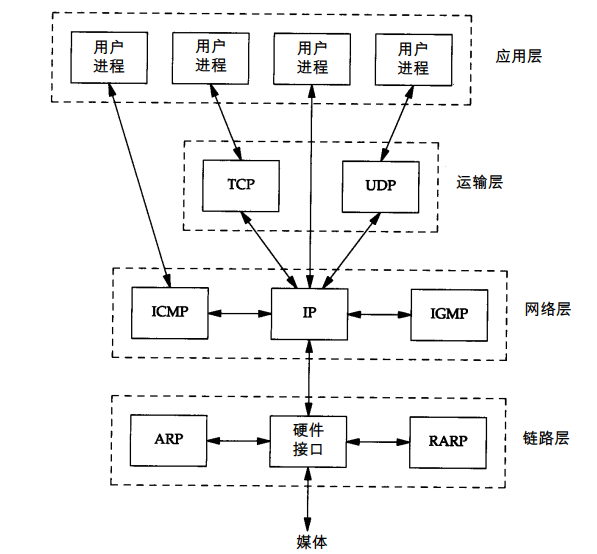 用户
进程
用户
进程
用户
进程
用户
进程
应用层
TCP
UDP
运输层
ICMP
IP
IGMP
网络层
ARP
硬件
接口
RARP
链路层
媒体